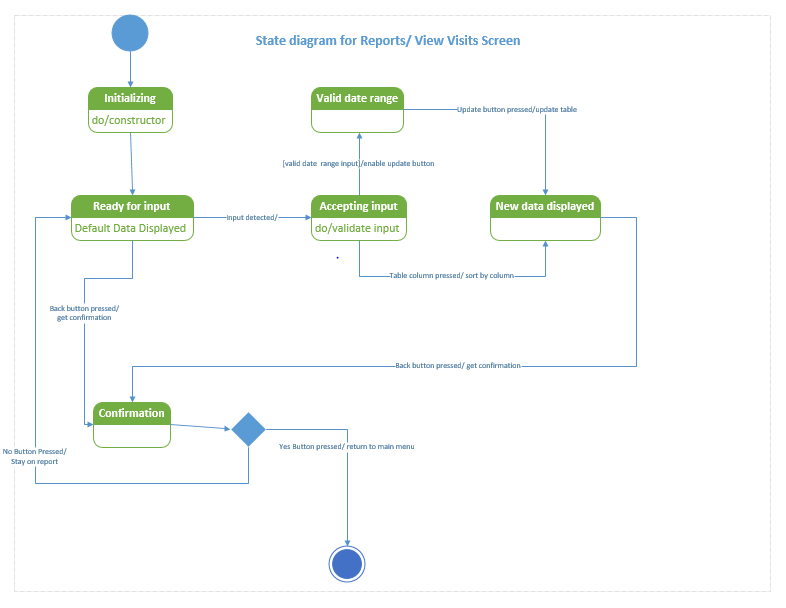 State diagram for Reports/ View Visits Screen
Initializing
do/constructor
Valid date range
Update button pressed/update table
[valid date range input]/enable update button
Ready for input
Default Data Displayed
Input detected/
Accepting input
do/validate input
New data displayed
Table column pressed/ sort by column
Back button pressed/
get confirmation
Back button pressed/ get confirmation
Confirmation
Yes Button pressed/ return to main menu
No Button Pressed/
Stay on report